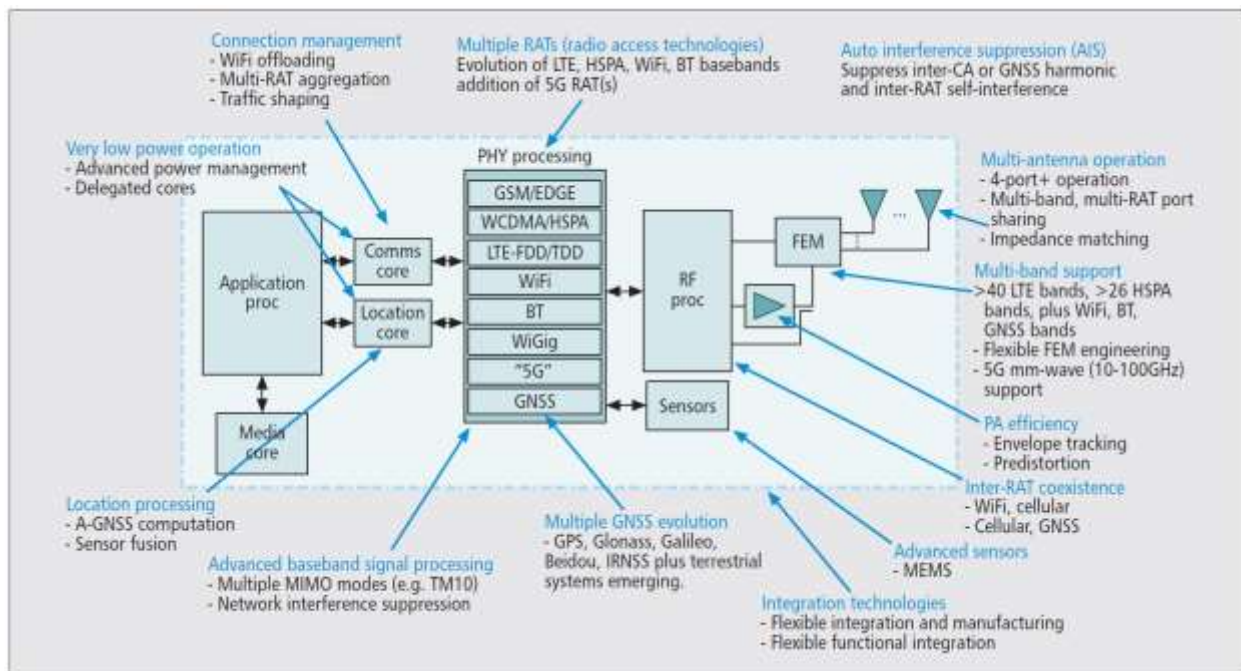 Connection management
- WiFi offloading
- Multi-RAT aggregation
- Traffic shaping
Multiple RATs (radio access technologies)
Evolution of LTE, HSPA, WiFi, BT basebands
addition of 5G RAT(s)
Auto interference suppression (AIS)
Suppress inter-CA or GNSS harmonic
and inter-RAT self-interference
Very low power operation
- Advanced power management
- Delegated cores
PHY processing
GSM/EDGE
WCDMA/HSPA
LTE-FDD/TDD
WiFi
BT
WiGig
"5G"
GNSS
Application
proc
Comms
core
Location
core
Media
core
RF
proc
FEM
...
Sensors
Multi-antenna operation
- 4-port+ operation
- Multi-band, multi-RAT port
sharing
- Impedance matching
Multi-band support
>40 LTE bands, >26 HSPA
bands, plus WiFi, BT,
GNSS bands
- Flexible FEM engineering
- 5G mm-wave (10-100GHz)
support
PA efficiency
- Envelope tracking
- Predistortion
Inter-RAT coexistence
- WiFi, cellular
- Cellular, GNSS
Advanced sensors
- MEMS
Integration technologies
- Flexible integration and manufacturing
- Flexible functional integration
Location processing
- A-GNSS computation
- Sensor fusion
Advanced baseband signal processing
- Multiple MIMO modes (e.g. TM10)
- Network interference suppression
Multiple GNSS evolution
- GPS, Glonass, Galileo,
Beidou, IRNSS plus terrestrial
systems emerging.